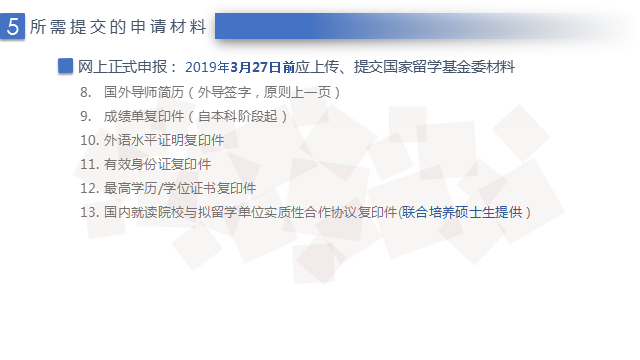 5 所需提交的申请材料
网上正式申报： 2019年3月27日前应上传、提交国家留学基金委材料
8. 国外导师简历（外导签字，原则上一页）
9. 成绩单复印件（自本科阶段起）
10. 外语水平证明复印件
11. 有效身份证复印件
12. 最高学历/学位证书复印件
13. 国内就读院校与拟留学单位实质性合作协议复印件(联合培养硕士生提供）